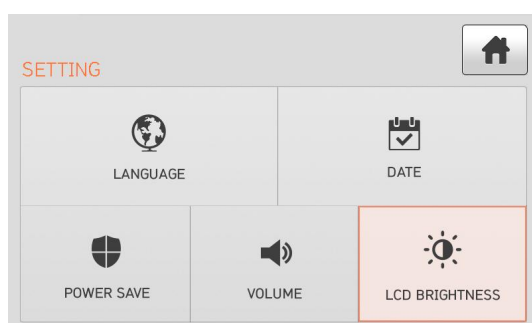 SETTING
LANGUAGE
DATE
POWER SAVE
VOLUME
LCD BRIGHTNESS